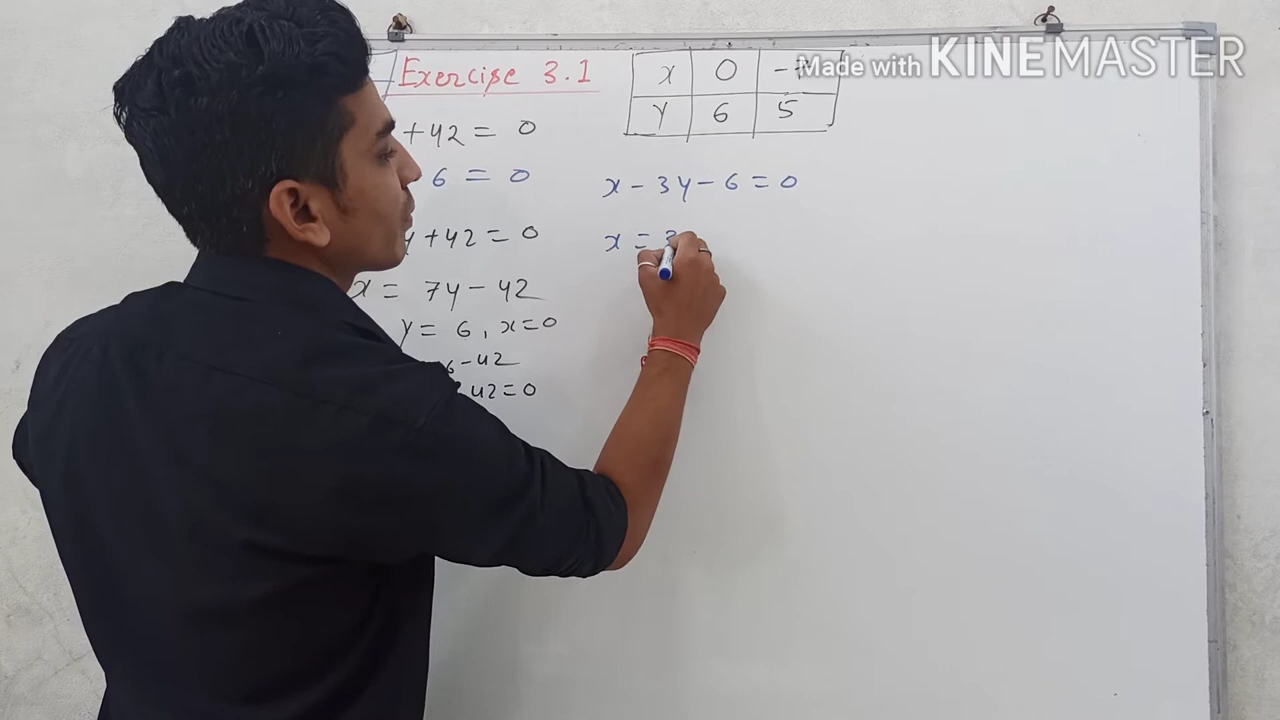 Made with KINEMASTER
Exercise 3.1
+ 42 = 0
6 = 0
y + 42 = 0
x = 7y - 42
y = 6, x = 0
6 - 42
42 = 0
x 0 -7
y 6 5
x - 3y - 6 = 0
x = 3